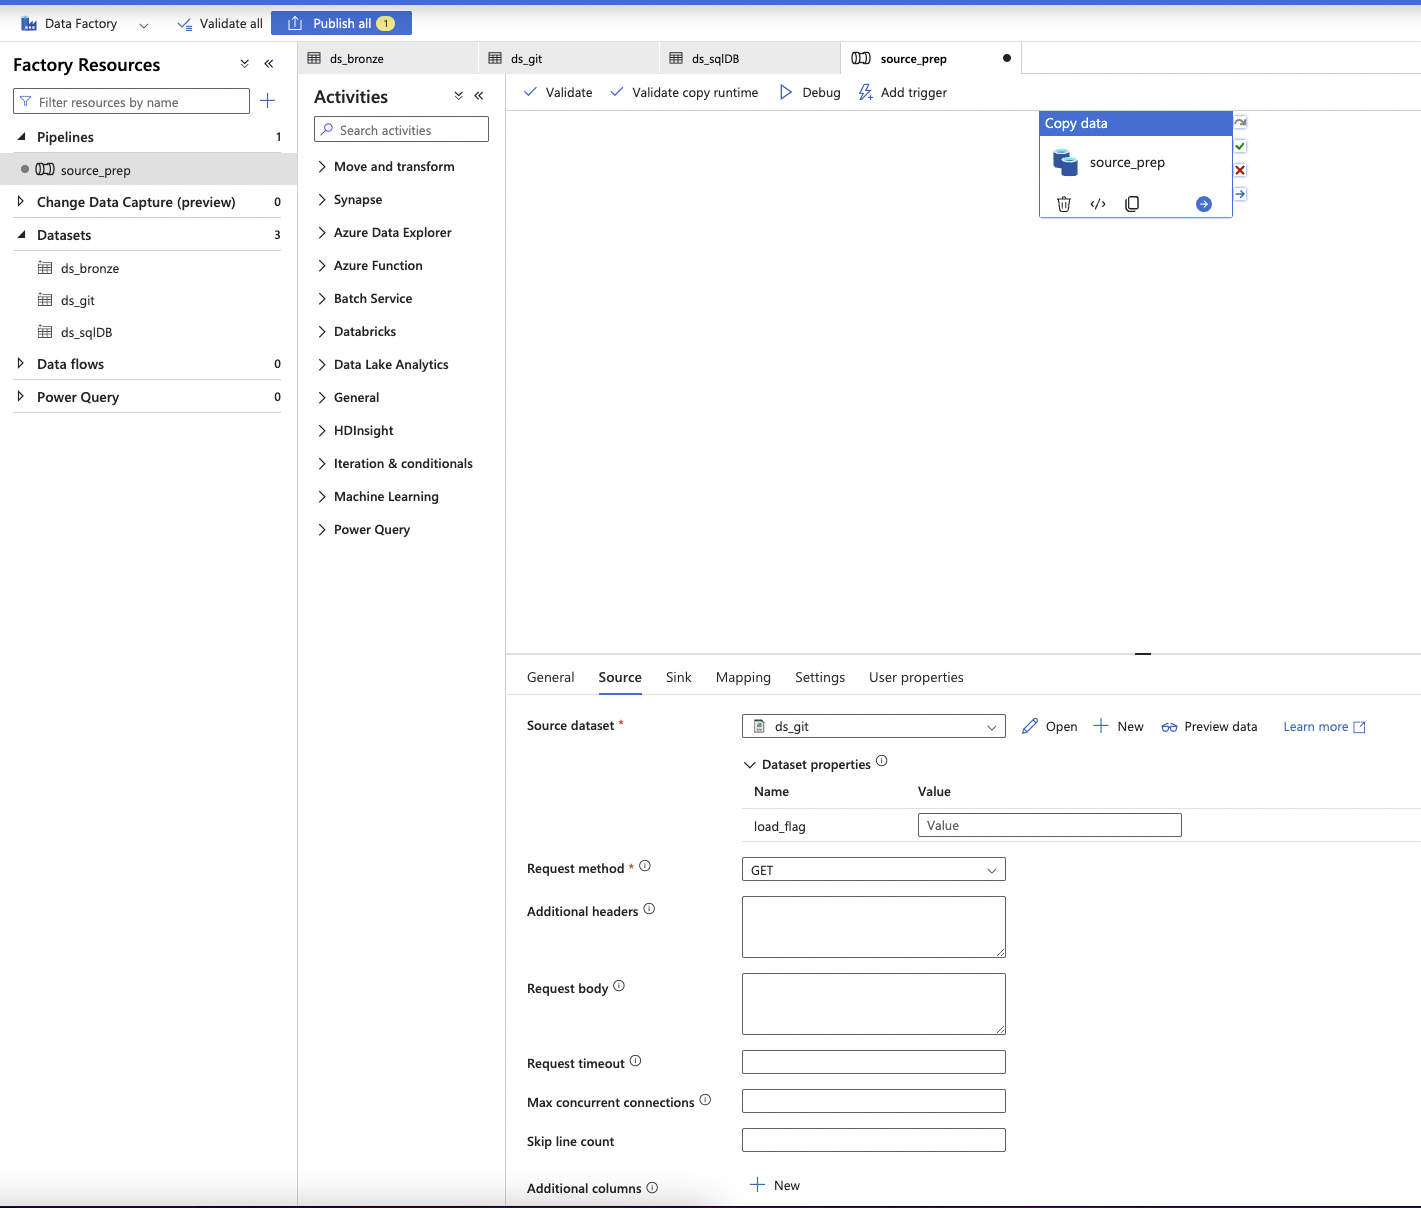 Data Factory
Validate all
Publish all 1
Factory Resources
Filter resources by name
Pipelines 1
source_prep
Change Data Capture (preview) 0
Datasets 3
ds_bronze
ds_git
ds_sqlDB
Data flows 0
Power Query 0
ds_bronze
ds_git
ds_sqlDB
source_prep
Activities
Search activities
Move and transform
Synapse
Azure Data Explorer
Azure Function
Batch Service
Databricks
Data Lake Analytics
General
HDInsight
Iteration & conditionals
Machine Learning
Power Query
Validate
Validate copy runtime
Debug
Add trigger
Copy data
source_prep
General
Source
Sink
Mapping
Settings
User properties
Source dataset *
ds_git
Open
New
Preview data
Learn more
Dataset properties
Name Value
load_flag Value
Request method *
GET
Additional headers
Request body
Request timeout
Max concurrent connections
Skip line count
Additional columns
New